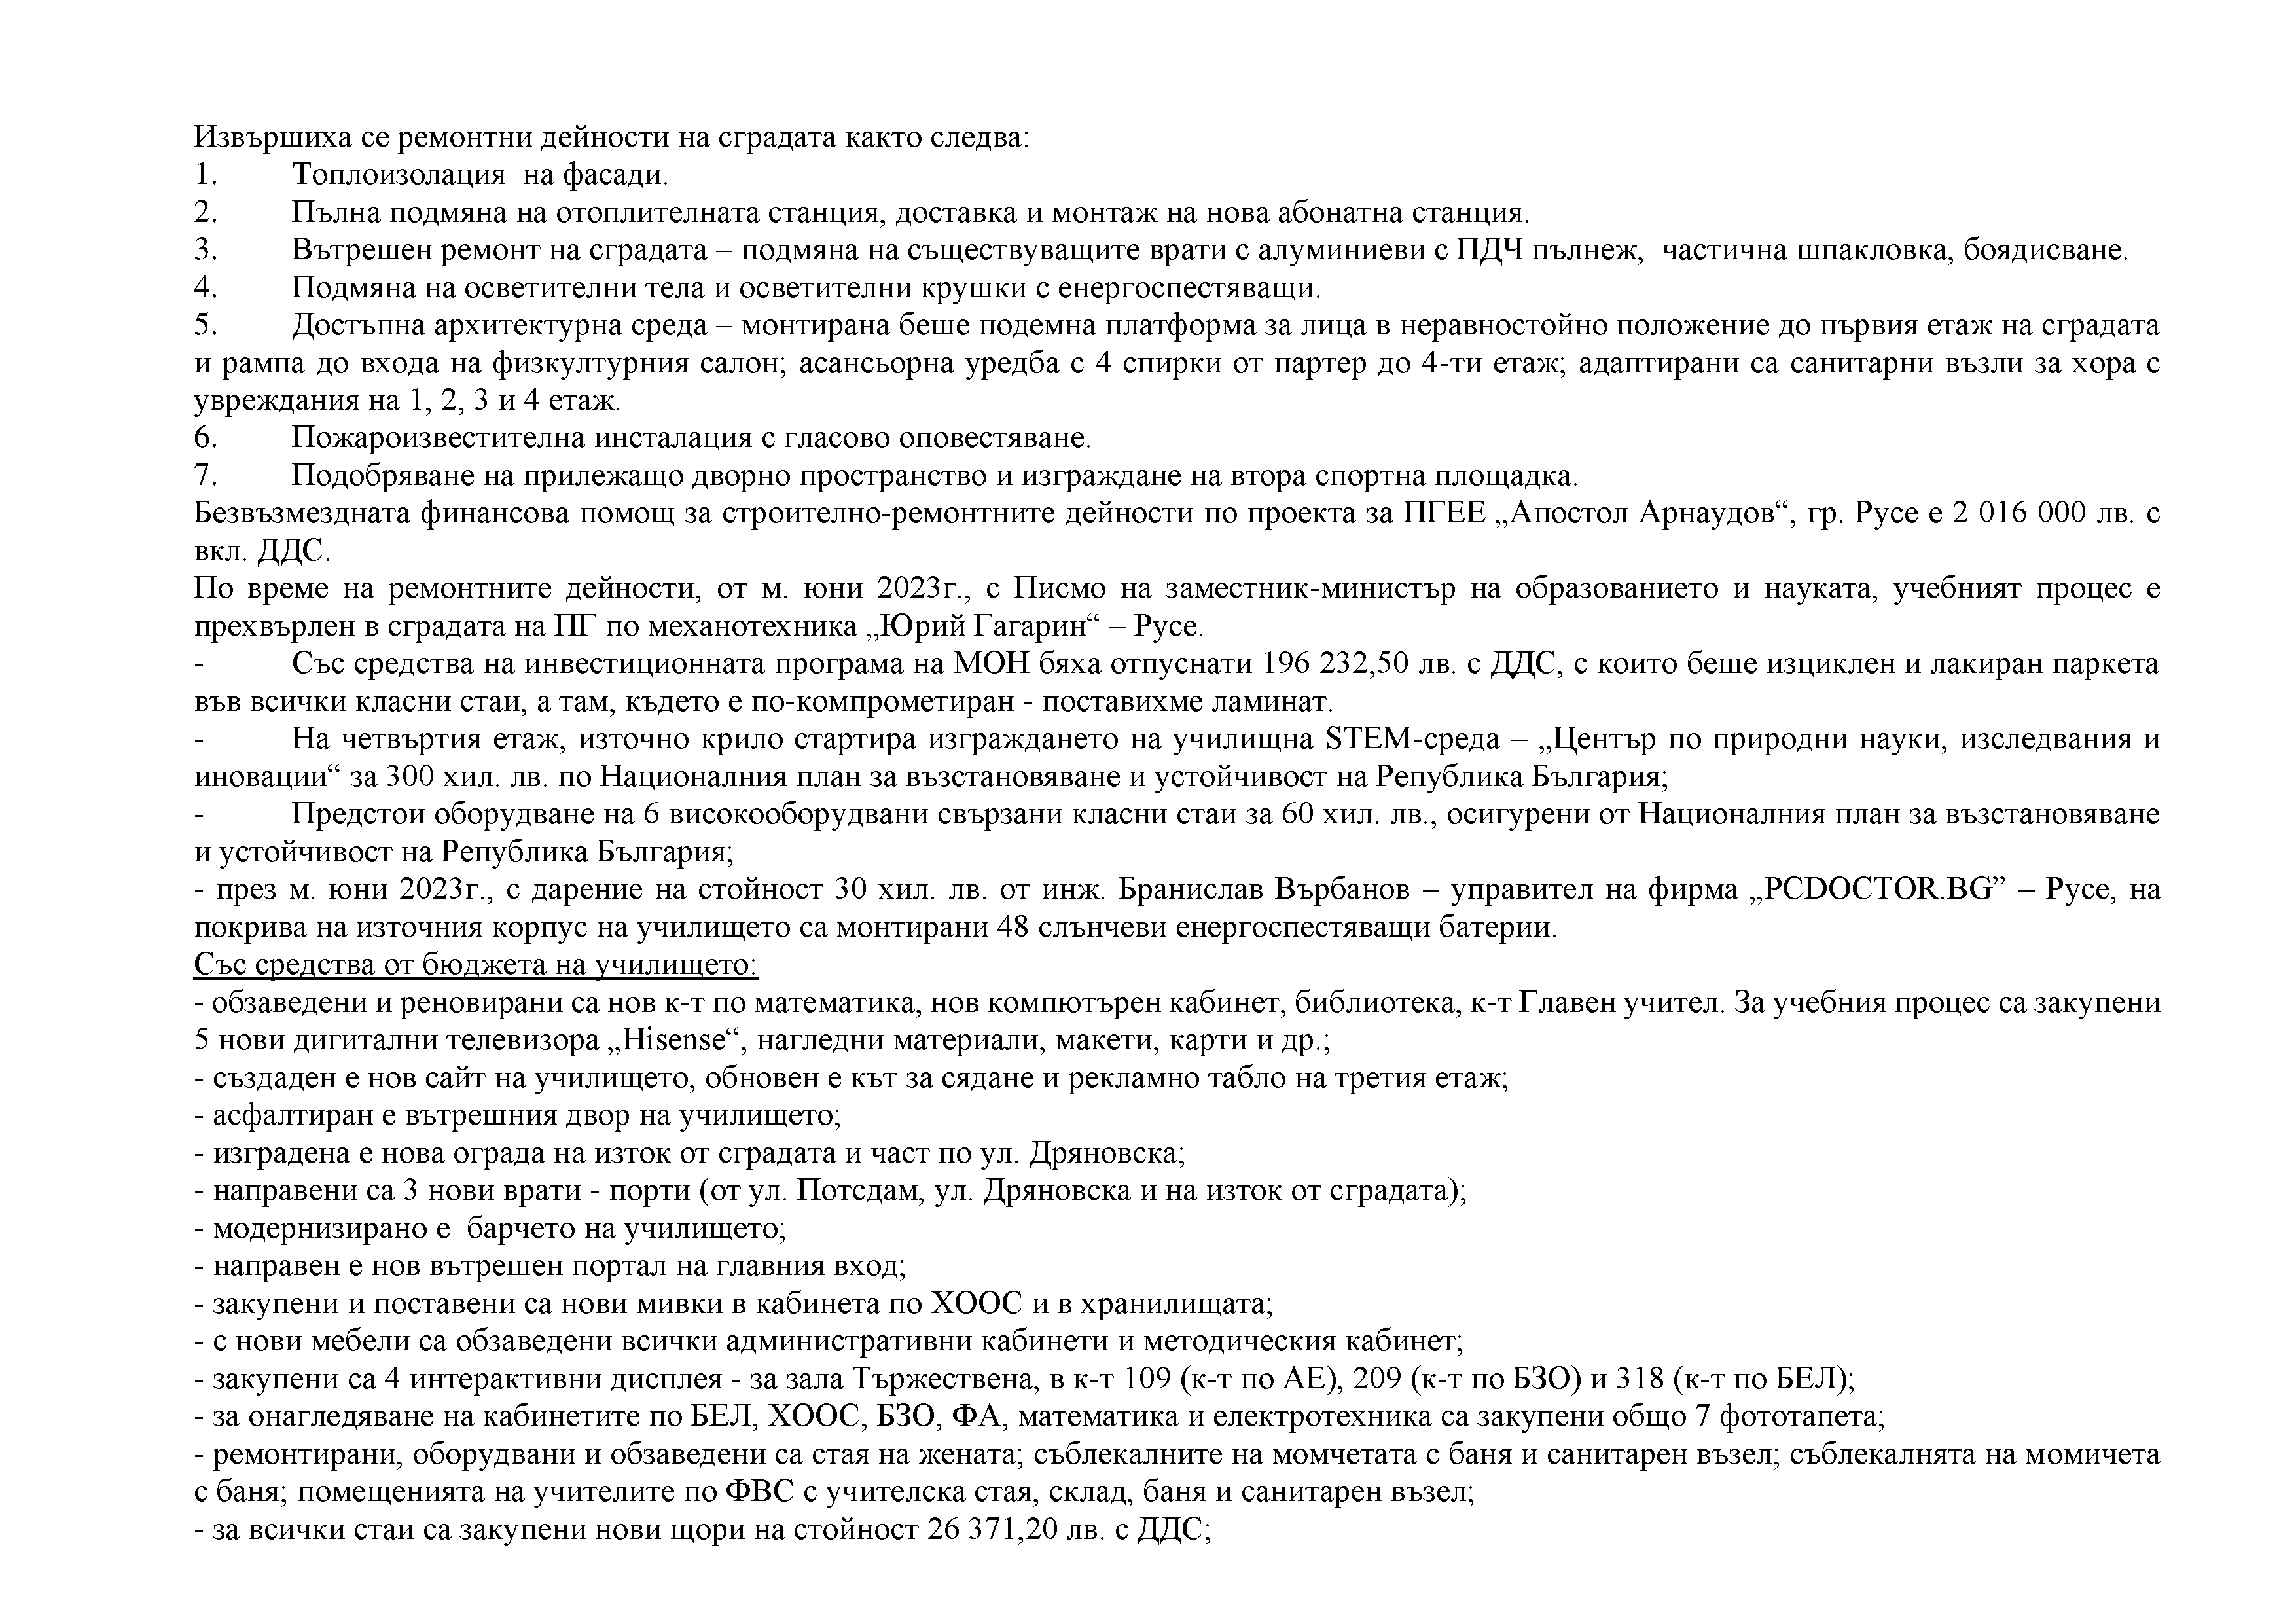 Извършиха се ремонтни дейности на сградата както следва:
1. Топлоизолация на фасади.
2. Пълна подмяна на отоплителната станция, доставка и монтаж на нова абонатна станция.
3. Вътрешен ремонт на сградата – подмяна на съществуващите врати с алуминиеви с ПДЧ пълнеж, частична шпакловка, боядисване.
4. Подмяна на осветителни тела и осветителни крушки с енергоспестяващи.
5. Достъпна архитектурна среда – монтирана беше подемна платформа за лица в неравностойно положение до първия етаж на сградата
и рампа до входа на физкултурния салон; асансьорна уредба с 4 спирки от партер до 4-ти етаж; адаптирани са санитарни възли за хора с
увреждания на 1, 2, 3 и 4 етаж.
6. Пожароизвестителна инсталация с гласово оповестяване.
7. Подобряване на прилежащо дворно пространство и изграждане на втора спортна площадка.
Безвъзмездната финансова помощ за строително-ремонтните дейности по проекта за ПГЕЕ „Апостол Арнаудов“, гр. Русе е 2 016 000 лв. с
вкл. ДДС.
По време на ремонтните дейности, от м. юни 2023г., с Писмо на заместник-министър на образованието и науката, учебният процес е
прехвърлен в сградата на ПГ по механотехника „Юрий Гагарин“ – Русе.
- Със средства на инвестиционната програма на МОН бяха отпуснати 196 232,50 лв. с ДДС, с които беше изциклен и лакиран паркета
във всички класни стаи, а там, където е по-компрометиран - поставихме ламинат.
- На четвъртия етаж, източно крило стартира изграждането на училищна STEM-среда – „Център по природни науки, изследвания и
иновации“ за 300 хил. лв. по Националния план за възстановяване и устойчивост на Република България;
- Предстои оборудване на 6 високооборудвани свързани класни стаи за 60 хил. лв., осигурени от Националния план за възстановяване
и устойчивост на Република България;
- през м. юни 2023г., с дарение на стойност 30 хил. лв. от инж. Бранислав Върбанов – управител на фирма „PCDOCTOR.BG” – Русе, на
покрива на източния корпус на училището са монтирани 48 слънчеви енергоспестяващи батерии.
Със средства от бюджета на училището:
- обзаведени и реновирани са нов к-т по математика, нов компютърен кабинет, библиотека, к-т Главен учител. За учебния процес са закупени
5 нови дигитални телевизора „Hisense“, нагледни материали, макети, карти и др.;
- създаден е нов сайт на училището, обновен е кът за сядане и рекламно табло на третия етаж;
- асфалтиран е вътрешния двор на училището;
- изградена е нова ограда на изток от сградата и част по ул. Дряновска;
- направени са 3 нови врати - порти (от ул. Потсдам, ул. Дряновска и на изток от сградата);
- модернизирано е барчето на училището;
- направен е нов вътрешен портал на главния вход;
- закупени и поставени са нови мивки в кабинета по ХООС и в хранилищата;
- с нови мебели са обзаведени всички административни кабинети и методическия кабинет;
- закупени са 4 интерактивни дисплея - за зала Тържествена, в к-т 109 (к-т по АЕ), 209 (к-т по БЗО) и 318 (к-т по БЕЛ);
- за онагледяване на кабинетите по БЕЛ, ХООС, БЗО, ФА, математика и електротехника са закупени общо 7 фототапета;
- ремонтирани, оборудвани и обзаведени са стая на жената; съблекалните на момчетата с баня и санитарен възел; съблекалнята на момичета
с баня; помещенията на учителите по ФВС с учителска стая, склад, баня и санитарен възел;
- за всички стаи са закупени нови щори на стойност 26 371,20 лв. с ДДС;